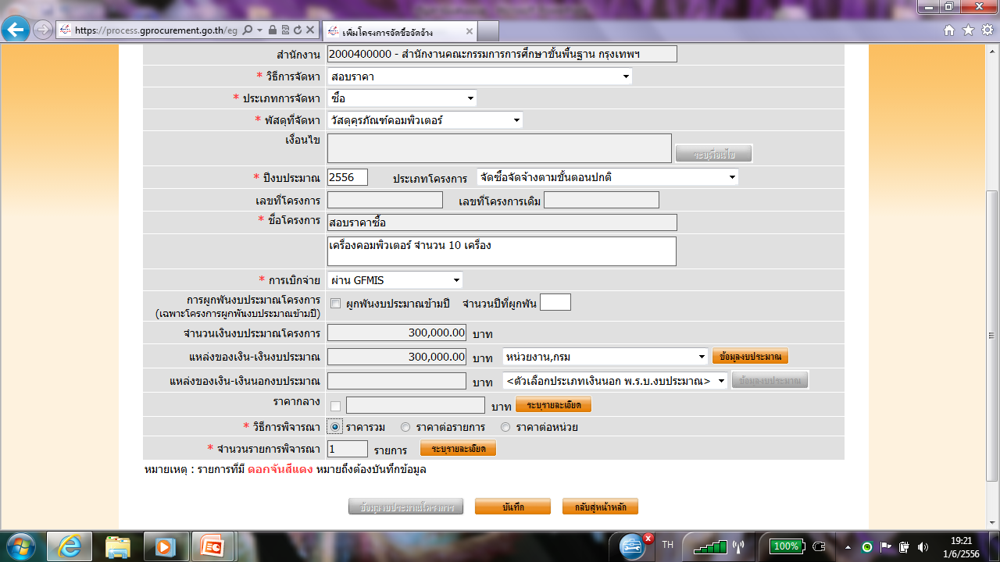 https://process.gprocurement.go.th/eg
เพิ่มโครงการจัดซื้อจัดจ้าง
สำนักงาน 2000400000 - สำนักงานคณะกรรมการการศึกษาขั้นพื้นฐาน กรุงเทพฯ
* วิธีการจัดหา สอบราคา
* ประเภทการจัดหา ซื้อ
* พัสดุที่จัดหา วัสดุครุภัณฑ์คอมพิวเตอร์
เงื่อนไข ระบุเงื่อนไข
* ปีงบประมาณ 2556 ประเภทโครงการ จัดซื้อจัดจ้างตามขั้นตอนปกติ
เลขที่โครงการ เลขที่โครงการเดิม
* ชื่อโครงการ สอบราคาซื้อ
เครื่องคอมพิวเตอร์ จำนวน 10 เครื่อง
* การเบิกจ่าย ผ่าน GFMIS
การผูกพันงบประมาณโครงการ
(เฉพาะโครงการผูกพันงบประมาณข้ามปี) ผูกพันงบประมาณข้ามปี จำนวนปีที่ผูกพัน
จำนวนเงินงบประมาณโครงการ 300,000.00 บาท
แหล่งของเงิน-เงินงบประมาณ 300,000.00 บาท หน่วยงาน,กรม ข้อมูลงบประมาณ
แหล่งของเงิน-เงินนอกงบประมาณ บาท <ตัวเลือกประเภทเงินนอก พ.ร.บ.งบประมาณ> ข้อมูลงบประมาณ
ราคากลาง บาท ระบุรายละเอียด
* วิธีการพิจารณา ราคารวม ราคาต่อรายการ ราคาต่อหน่วย
* จำนวนรายการพิจารณา 1 รายการ ระบุรายละเอียด
หมายเหตุ : รายการที่มี ดอกจันสีแดง หมายถึงต้องบันทึกข้อมูล
ข้อมูลงบประมาณโครงการ บันทึก กลับสู่หน้าหลัก
TH 100% 19:21
1/6/2556